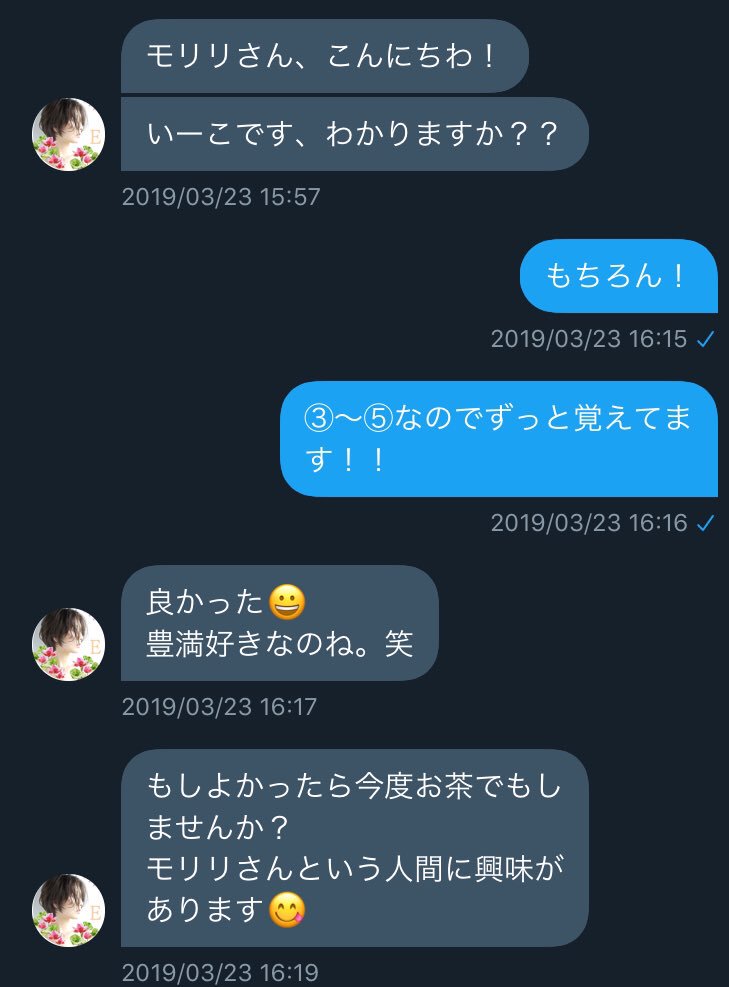 モリリさん、こんにちわ！
いーこです、わかりますか？？
2019/03/23 15:57
もちろん！
2019/03/23 16:15
③〜⑤なのでずっと覚えてま
す！！
2019/03/23 16:16
良かった😀
豊満好きなのね。笑
2019/03/23 16:17
もしよかったら今度お茶でもし
ませんか？
モリリさんという人間に興味が
あります😋
2019/03/23 16:19